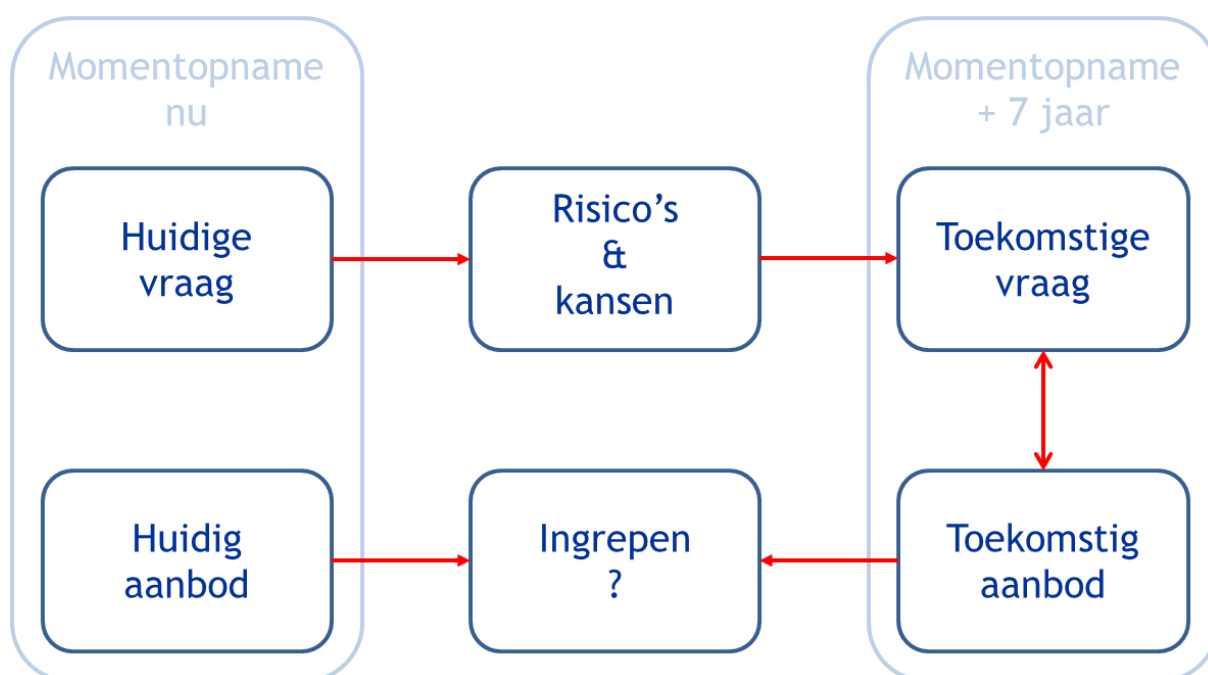 Momentopname
nu
Momentopname
+ 7 jaar
Huidige
vraag
Risico’s
&
kansen
Toekomstige
vraag
Huidig
aanbod
Ingrepen
?
Toekomstig
aanbod